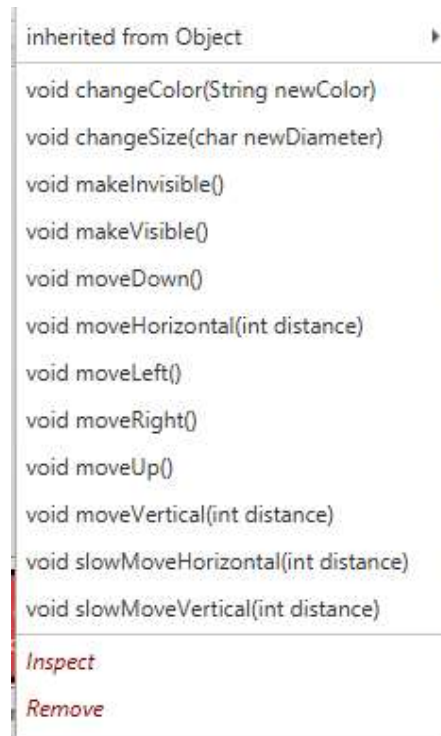 inherited from Object
void changeColor(String newColor)
void changeSize(char newDiameter)
void makeInvisible()
void makeVisible()
void moveDown()
void moveHorizontal(int distance)
void moveLeft()
void moveRight()
void moveUp()
void moveVertical(int distance)
void slowMoveHorizontal(int distance)
void slowMoveVertical(int distance)
Inspect
Remove